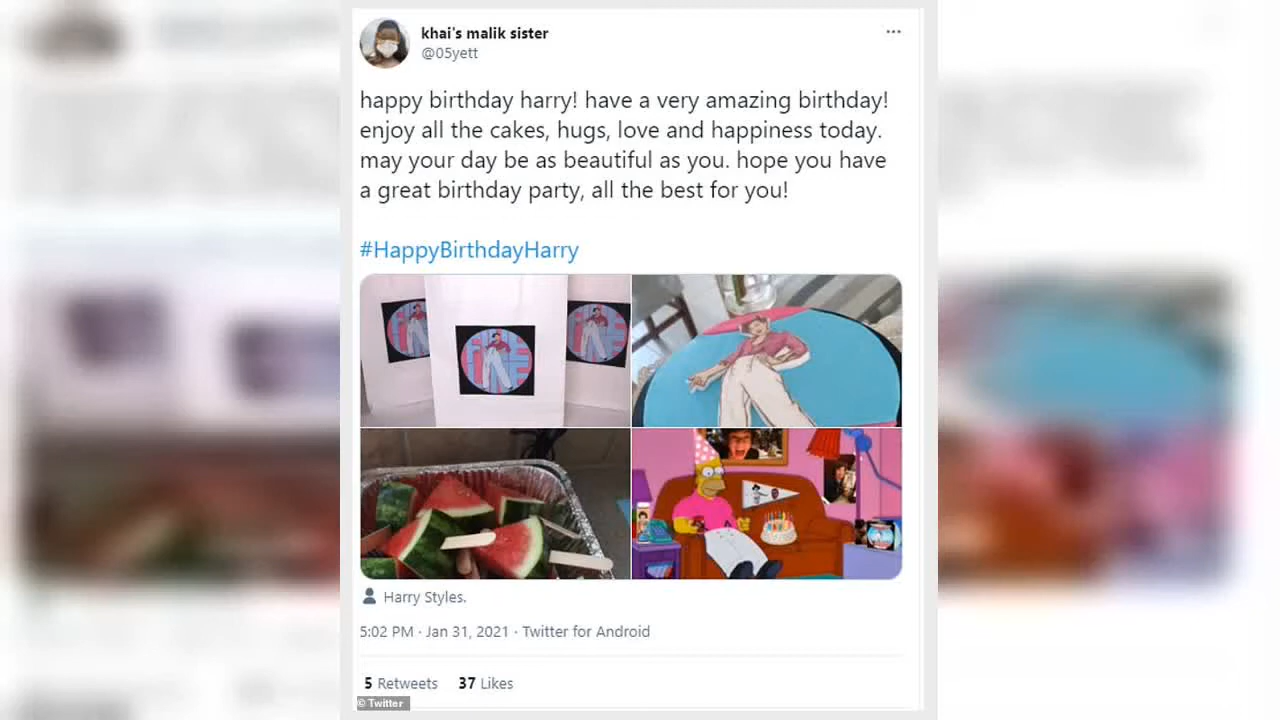 khai's malik sister
@05yett
happy birthday harry! have a very amazing birthday!
enjoy all the cakes, hugs, love and happiness today.
may your day be as beautiful as you. hope you have
a great birthday party, all the best for you!
#HappyBirthdayHarry
Harry Styles.
5:02 PM · Jan 31, 2021 · Twitter for Android
5 Retweets 37 Likes
© Twitter